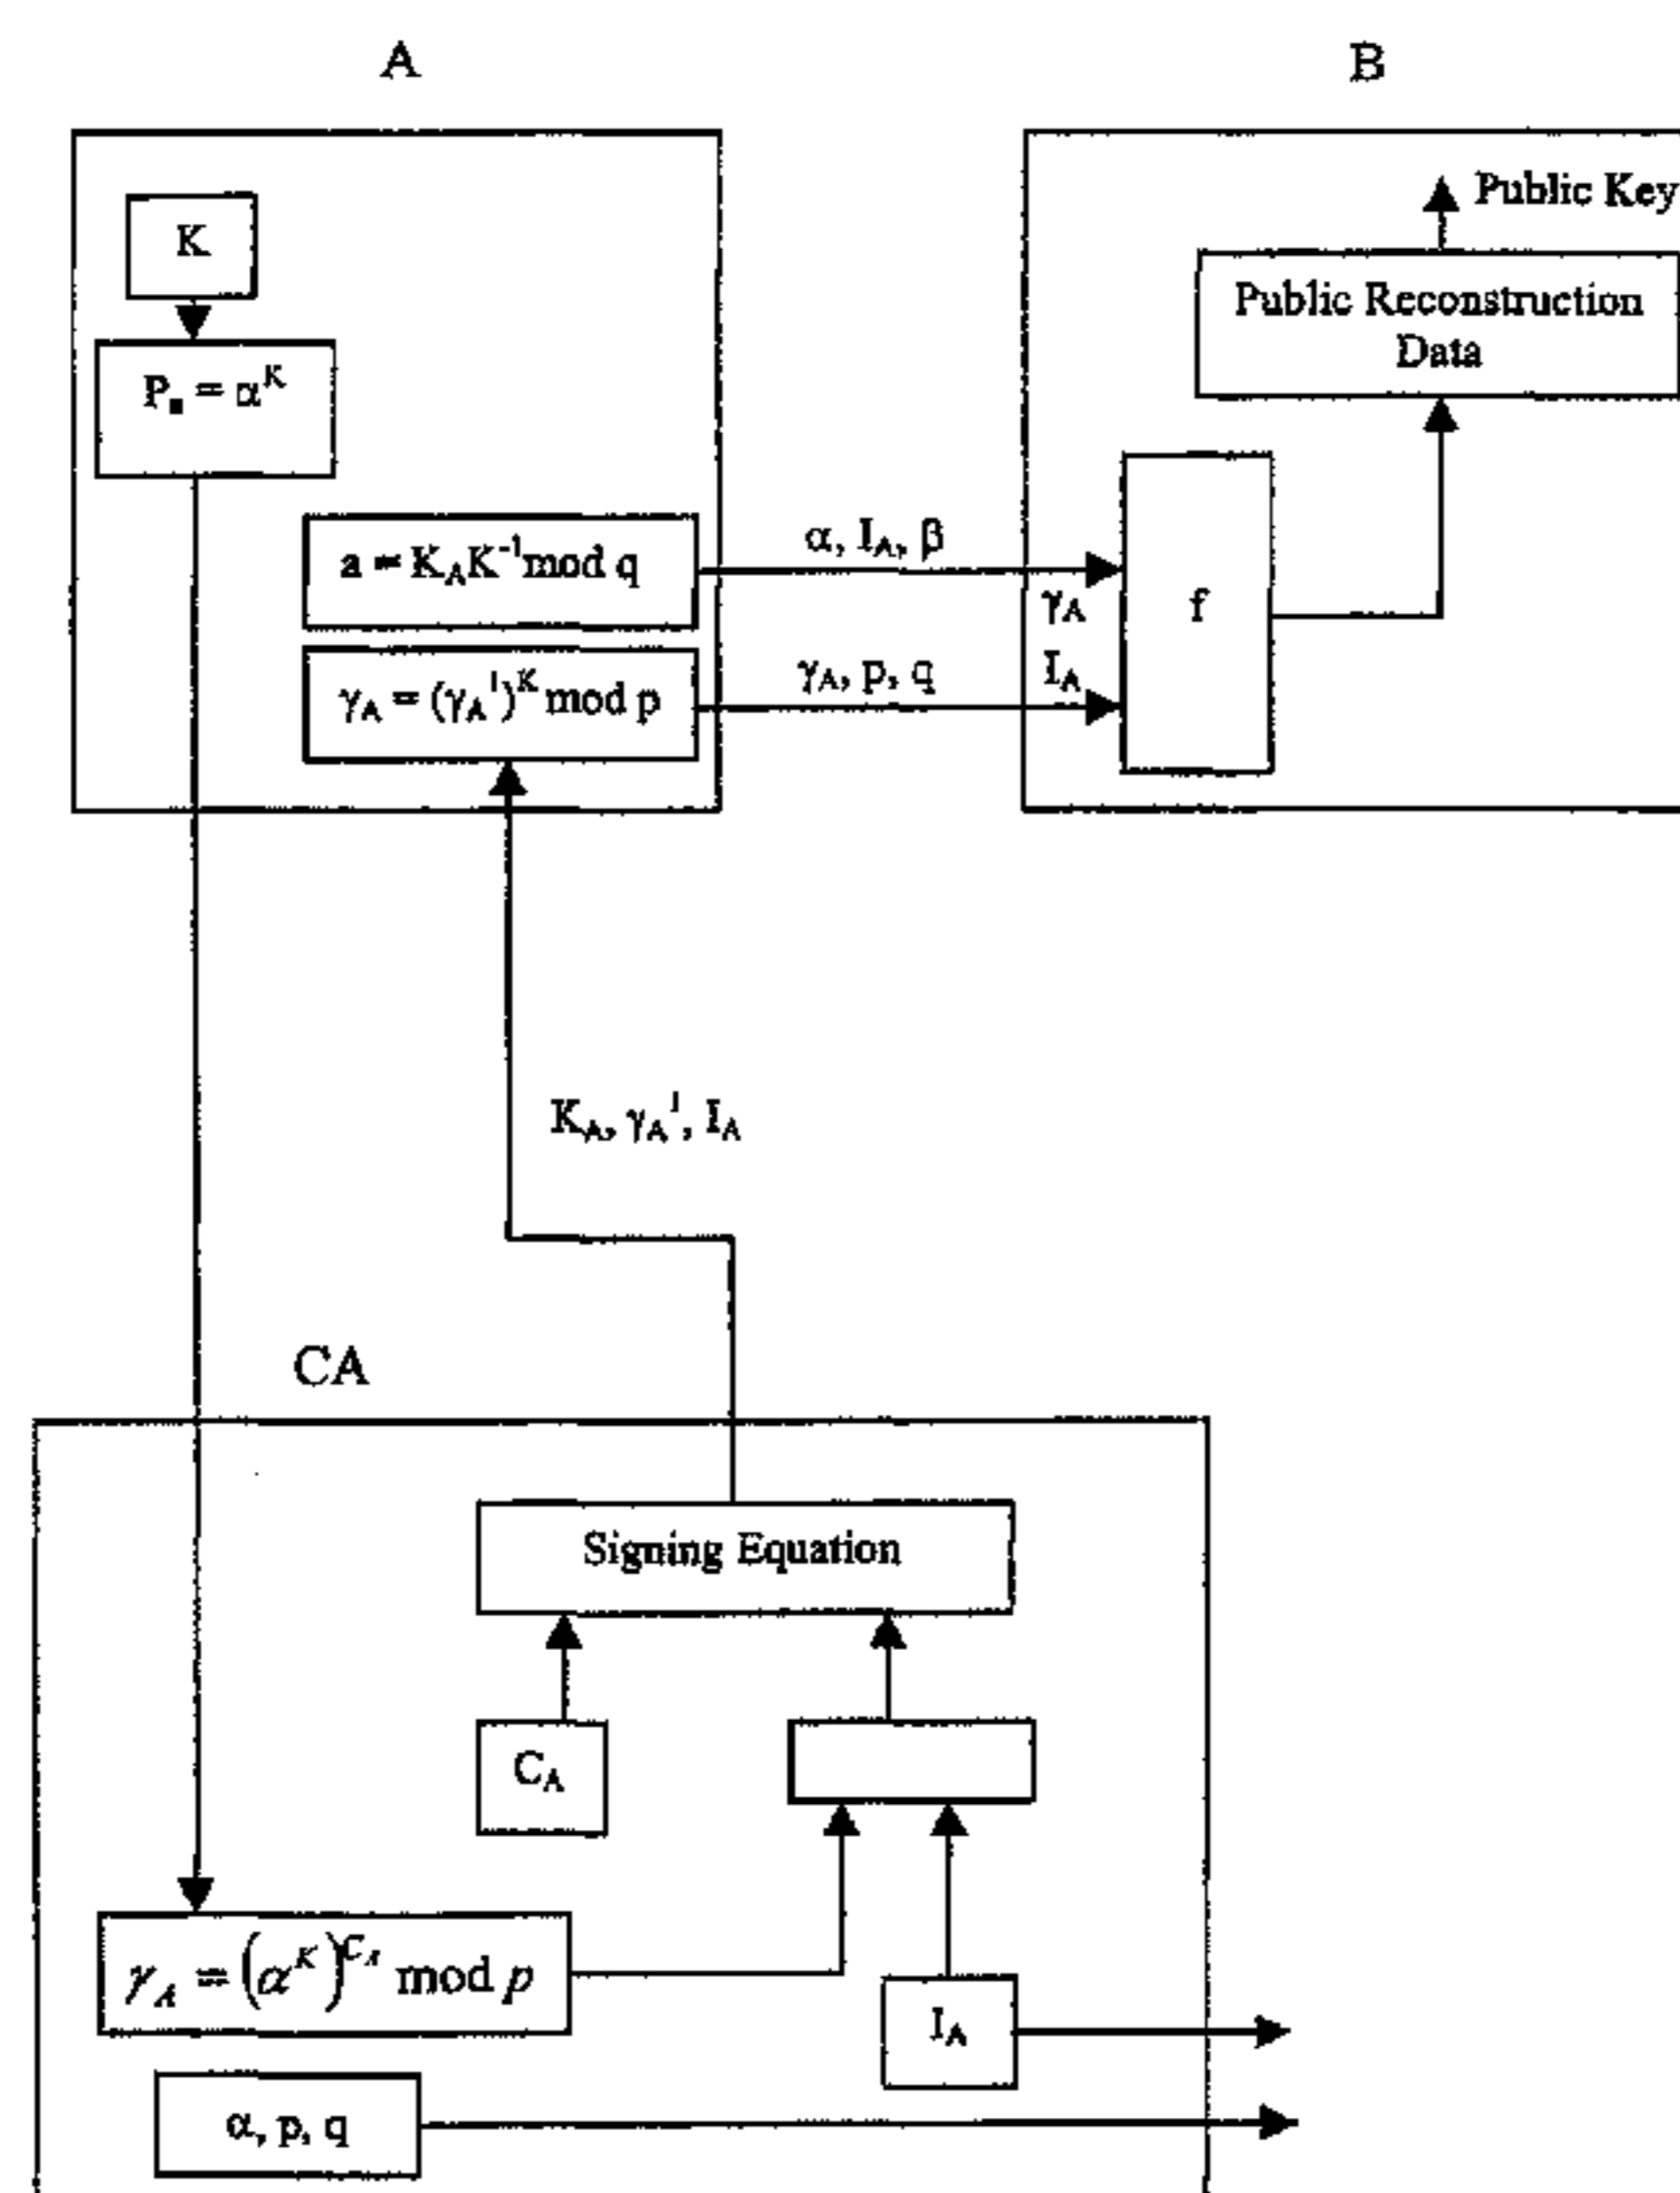 A
B
K
P■ = α^K
a = K_A K^-1 mod q
γ_A = (γ_A^1)^K mod p
α, I_A, β
γ_A, p, q
γ_A
I_A
f
Public Key
Public Reconstruction
Data
K_A, γ_A^1, I_A
CA
Signing Equation
C_A
γ_A = (α^K)^C_A mod p
I_A
α, p, q